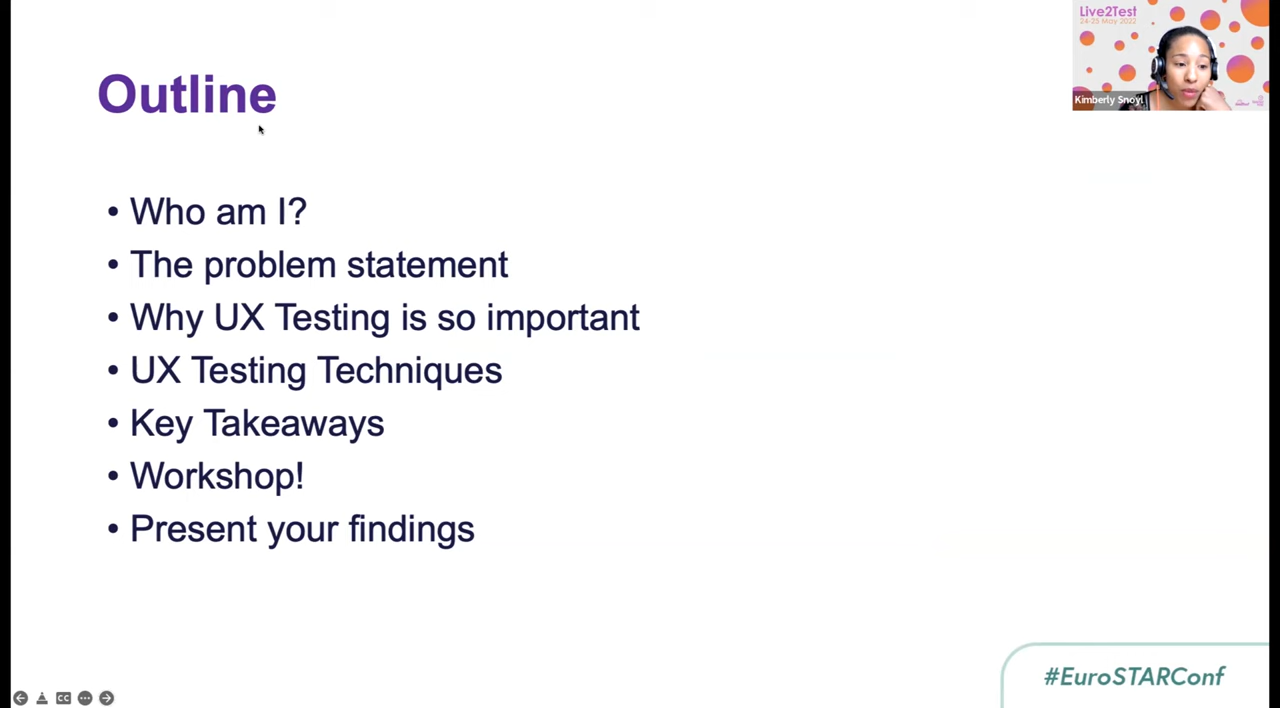 Live2Test
24-25 May 2022
Kimberly Snoyl
Outline
• Who am I?
• The problem statement
• Why UX Testing is so important
• UX Testing Techniques
• Key Takeaways
• Workshop!
• Present your findings
#EuroSTARConf
CC